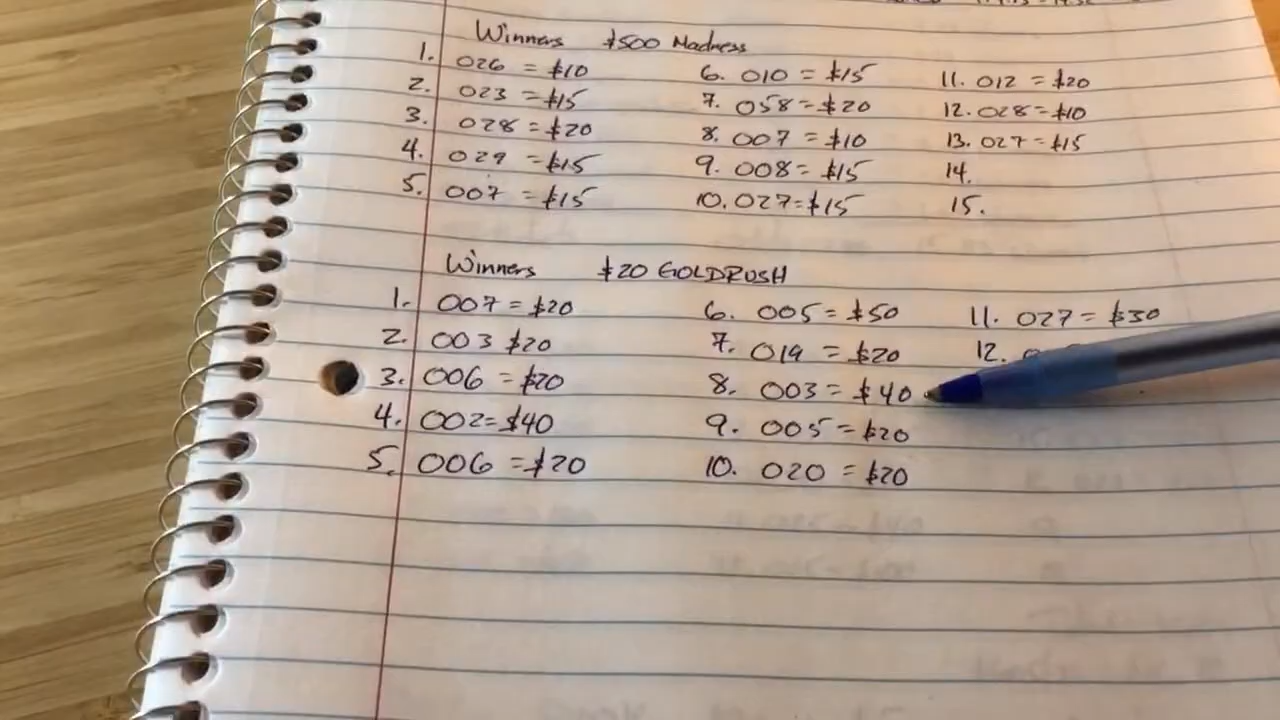 Winners $500 Madness
1. 026 = $10 6. 010 = $15 11. 012 = $20
2. 023 = $15 7. 058 = $20 12. 028 = $10
3. 028 = $20 8. 007 = $10 13. 027 = $15
4. 029 = $15 9. 008 = $15 14.
5. 007 = $15 10. 027 = $15 15.
Winners $20 GOLDRUSH
1. 007 = $20 6. 005 = $50 11. 027 = $30
2. 003 $20 7. 019 = $20 12.
3. 006 = $20 8. 003 = $40
4. 002 = $40 9. 005 = $20
5. 006 = $20 10. 020 = $20